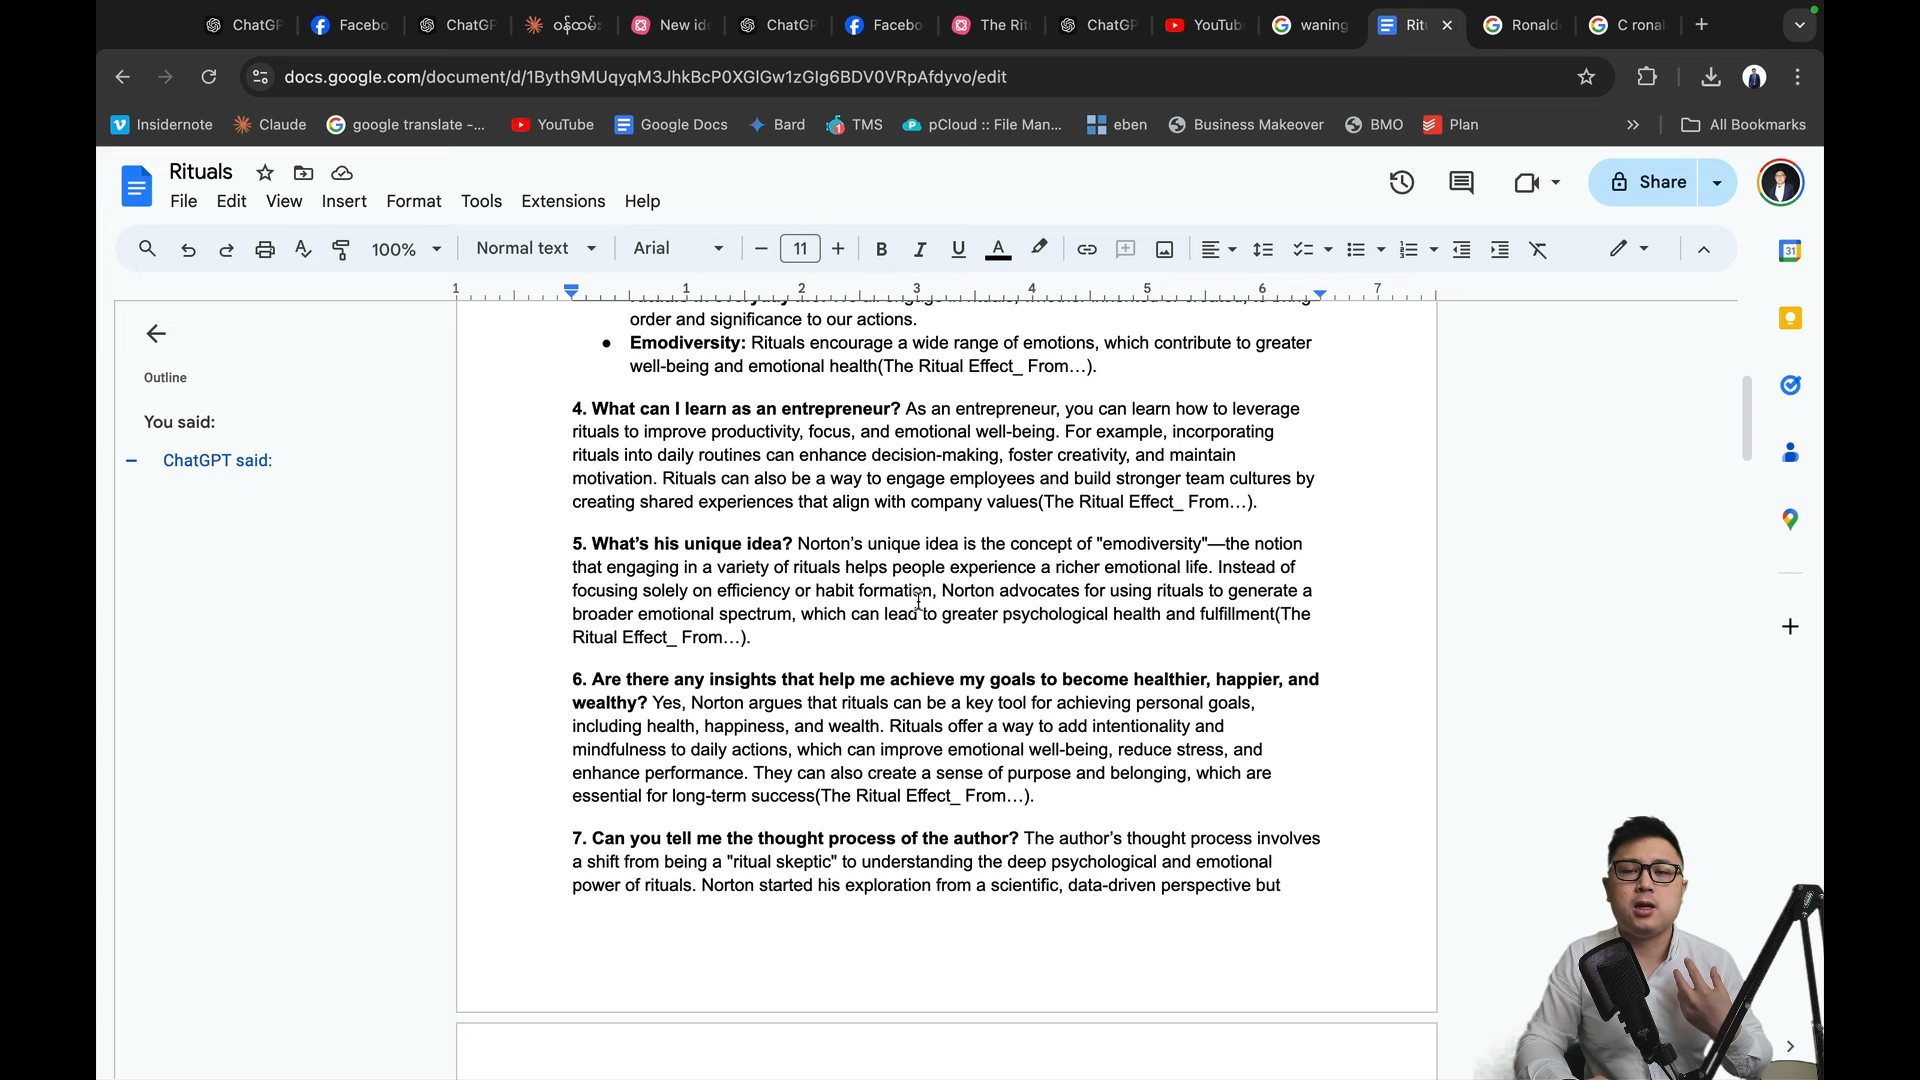 ChatGP
Facebo
ChatGP
ဝန်ထမ်း
New id
ChatGP
Facebo
The Rit
ChatGP
YouTub
waning
Rit
Ronald
C ronal
docs.google.com/document/d/1Byth9MUqyqM3JhkBcP0XGlGw1zGlg6BDV0VRpAfdyvo/edit
Insidernote
Claude
google translate -...
YouTube
Google Docs
Bard
TMS
pCloud :: File Man...
eben
Business Makeover
BMO
Plan
All Bookmarks
Rituals
File Edit View Insert Format Tools Extensions Help
Share
100%
Normal text
Arial
11
1 1 2 3 4 5 6 7
Outline
You said:
ChatGPT said:
order and significance to our actions.
● Emodiversity: Rituals encourage a wide range of emotions, which contribute to greater
well-being and emotional health(The Ritual Effect_ From…).
4. What can I learn as an entrepreneur? As an entrepreneur, you can learn how to leverage
rituals to improve productivity, focus, and emotional well-being. For example, incorporating
rituals into daily routines can enhance decision-making, foster creativity, and maintain
motivation. Rituals can also be a way to engage employees and build stronger team cultures by
creating shared experiences that align with company values(The Ritual Effect_ From…).
5. What’s his unique idea? Norton’s unique idea is the concept of "emodiversity"—the notion
that engaging in a variety of rituals helps people experience a richer emotional life. Instead of
focusing solely on efficiency or habit formation, Norton advocates for using rituals to generate a
broader emotional spectrum, which can lead to greater psychological health and fulfillment(The
Ritual Effect_ From…).
6. Are there any insights that help me achieve my goals to become healthier, happier, and
wealthy? Yes, Norton argues that rituals can be a key tool for achieving personal goals,
including health, happiness, and wealth. Rituals offer a way to add intentionality and
mindfulness to daily actions, which can improve emotional well-being, reduce stress, and
enhance performance. They can also create a sense of purpose and belonging, which are
essential for long-term success(The Ritual Effect_ From…).
7. Can you tell me the thought process of the author? The author’s thought process involves
a shift from being a "ritual skeptic" to understanding the deep psychological and emotional
power of rituals. Norton started his exploration from a scientific, data-driven perspective but